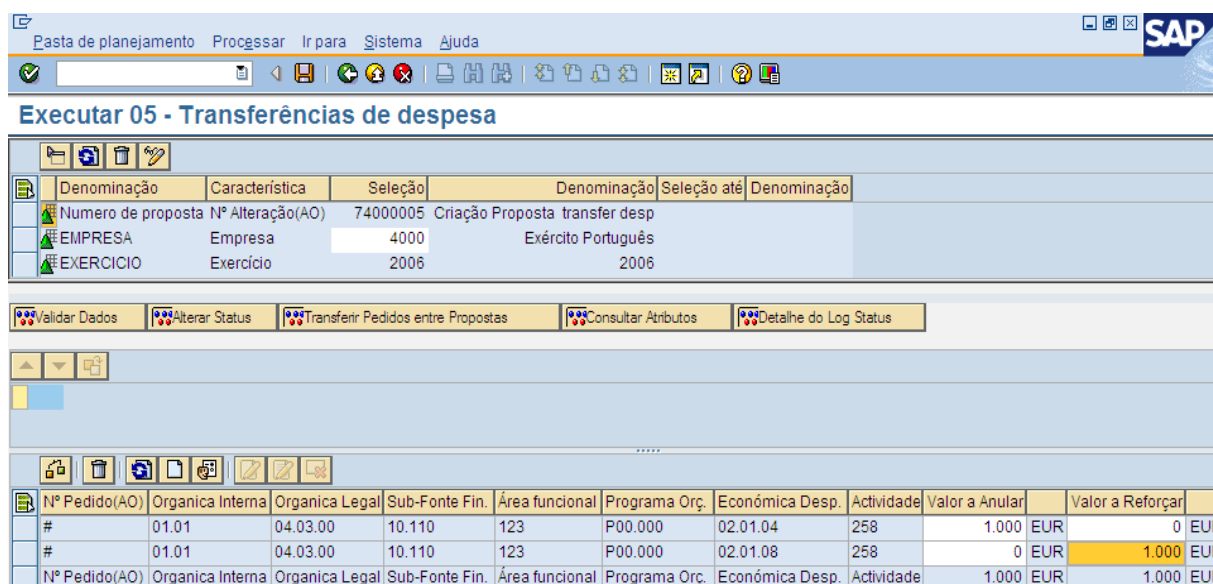 Pasta de planejamento Processar Ir para Sistema Ajuda
SAP
Executar 05 - Transferências de despesa
Denominação Característica Seleção Denominação Seleção até Denominação
Numero de proposta Nº Alteração(AO) 74000005 Criação Proposta transfer desp
EMPRESA Empresa 4000 Exército Português
EXERCICIO Exercício 2006 2006
Validar Dados Alterar Status Transferir Pedidos entre Propostas Consultar Atributos Detalhe do Log Status
Nº Pedido(AO) Organica Interna Organica Legal Sub-Fonte Fin. Área funcional Programa Orç. Económica Desp. Actividade Valor a Anular Valor a Reforçar
# 01.01 04.03.00 10.110 123 P00.000 02.01.04 258 1.000 EUR 0 EU
# 01.01 04.03.00 10.110 123 P00.000 02.01.08 258 0 EUR 1.000 EU
Nº Pedido(AO) Organica Interna Organica Legal Sub-Fonte Fin. Área funcional Programa Orç. Económica Desp. Actividade 1.000 EUR 1.000 EU